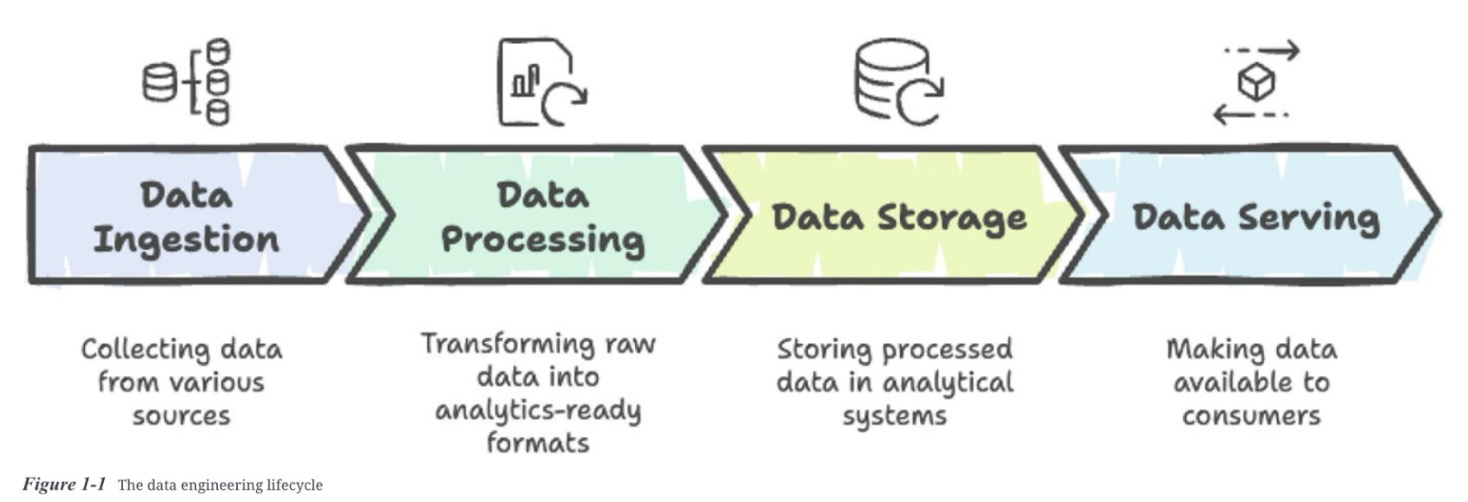 Data
Ingestion
Data
Processing
Data Storage
Data Serving
Collecting data
from various
sources
Transforming raw
data into
analytics-ready
formats
Storing processed
data in analytical
systems
Making data
available to
consumers
Figure 1-1 The data engineering lifecycle